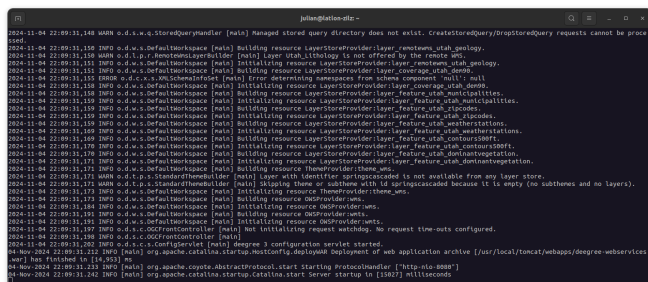 julian@lation-zilz: ~
2024-11-04 22:09:31,148 WARN o.d.s.w.q.StoredQueryHandler [main] Managed stored query directory does not exist. CreateStoredQuery/DropStoredQuery requests cannot be proce
ssed.
2024-11-04 22:09:31,150 INFO o.d.w.DefaultWorkspace [main] Building resource LayerStoreProvider:layer_remotewms_utah_geology.
2024-11-04 22:09:31,150 WARN o.d.l.p.r.RemoteWmsLayerBuilder [main] Layer Utah_Lithology is not offered by the remote WMS.
2024-11-04 22:09:31,151 INFO o.d.w.DefaultWorkspace [main] Initializing resource LayerStoreProvider:layer_remotewms_utah_geology.
2024-11-04 22:09:31,151 INFO o.d.w.DefaultWorkspace [main] Building resource LayerStoreProvider:layer_coverage_utah_dem90.
2024-11-04 22:09:31,155 ERROR o.d.c.x.s.XMLSchemaInfoSet [main] Error determining namespaces from schema component 'null': null
2024-11-04 22:09:31,158 INFO o.d.w.DefaultWorkspace [main] Initializing resource LayerStoreProvider:layer_coverage_utah_dem90.
2024-11-04 22:09:31,158 INFO o.d.w.DefaultWorkspace [main] Building resource LayerStoreProvider:layer_feature_utah_municipalities.
2024-11-04 22:09:31,159 INFO o.d.w.DefaultWorkspace [main] Initializing resource LayerStoreProvider:layer_feature_utah_municipalities.
2024-11-04 22:09:31,159 INFO o.d.w.DefaultWorkspace [main] Building resource LayerStoreProvider:layer_feature_utah_zipcodes.
2024-11-04 22:09:31,159 INFO o.d.w.DefaultWorkspace [main] Initializing resource LayerStoreProvider:layer_feature_utah_zipcodes.
2024-11-04 22:09:31,159 INFO o.d.w.DefaultWorkspace [main] Building resource LayerStoreProvider:layer_feature_utah_weatherstations.
2024-11-04 22:09:31,169 INFO o.d.w.DefaultWorkspace [main] Initializing resource LayerStoreProvider:layer_feature_utah_weatherstations.
2024-11-04 22:09:31,169 INFO o.d.w.DefaultWorkspace [main] Building resource LayerStoreProvider:layer_feature_utah_contours500ft.
2024-11-04 22:09:31,170 INFO o.d.w.DefaultWorkspace [main] Initializing resource LayerStoreProvider:layer_feature_utah_contours500ft.
2024-11-04 22:09:31,170 INFO o.d.w.DefaultWorkspace [main] Building resource LayerStoreProvider:layer_feature_utah_dominantvegetation.
2024-11-04 22:09:31,171 INFO o.d.w.DefaultWorkspace [main] Initializing resource LayerStoreProvider:layer_feature_utah_dominantvegetation.
2024-11-04 22:09:31,171 INFO o.d.w.DefaultWorkspace [main] Building resource ThemeProvider:theme_wms.
2024-11-04 22:09:31,171 WARN o.d.t.p.s.StandardThemeBuilder [main] Layer with identifier springscascaded is not available from any layer store.
2024-11-04 22:09:31,171 WARN o.d.t.p.s.StandardThemeBuilder [main] Skipping theme or subtheme with id springscascaded because it is empty (no subthemes and no layers).
2024-11-04 22:09:31,173 INFO o.d.w.DefaultWorkspace [main] Initializing resource ThemeProvider:theme_wms.
2024-11-04 22:09:31,173 INFO o.d.w.DefaultWorkspace [main] Building resource OWSProvider:wms.
2024-11-04 22:09:31,184 INFO o.d.w.DefaultWorkspace [main] Initializing resource OWSProvider:wms.
2024-11-04 22:09:31,191 INFO o.d.w.DefaultWorkspace [main] Building resource OWSProvider:wmts.
2024-11-04 22:09:31,191 INFO o.d.w.DefaultWorkspace [main] Initializing resource OWSProvider:wmts.
2024-11-04 22:09:31,197 INFO o.d.s.c.OGCFrontController [main] Not initializing request watchdog. No request time-outs configured.
2024-11-04 22:09:31,198 INFO o.d.s.c.OGCFrontController [main]
2024-11-04 22:09:31,202 INFO o.d.s.c.s.ConfigServlet [main] deegree 3 configuration servlet started.
04-Nov-2024 22:09:31.212 INFO [main] org.apache.catalina.startup.HostConfig.deployWAR Deployment of web application archive [/usr/local/tomcat/webapps/deegree-webservices
.war] has finished in [14,953] ms
04-Nov-2024 22:09:31.233 INFO [main] org.apache.coyote.AbstractProtocol.start Starting ProtocolHandler ["http-nio-8080"]
04-Nov-2024 22:09:31.242 INFO [main] org.apache.catalina.startup.Catalina.start Server startup in [15027] milliseconds